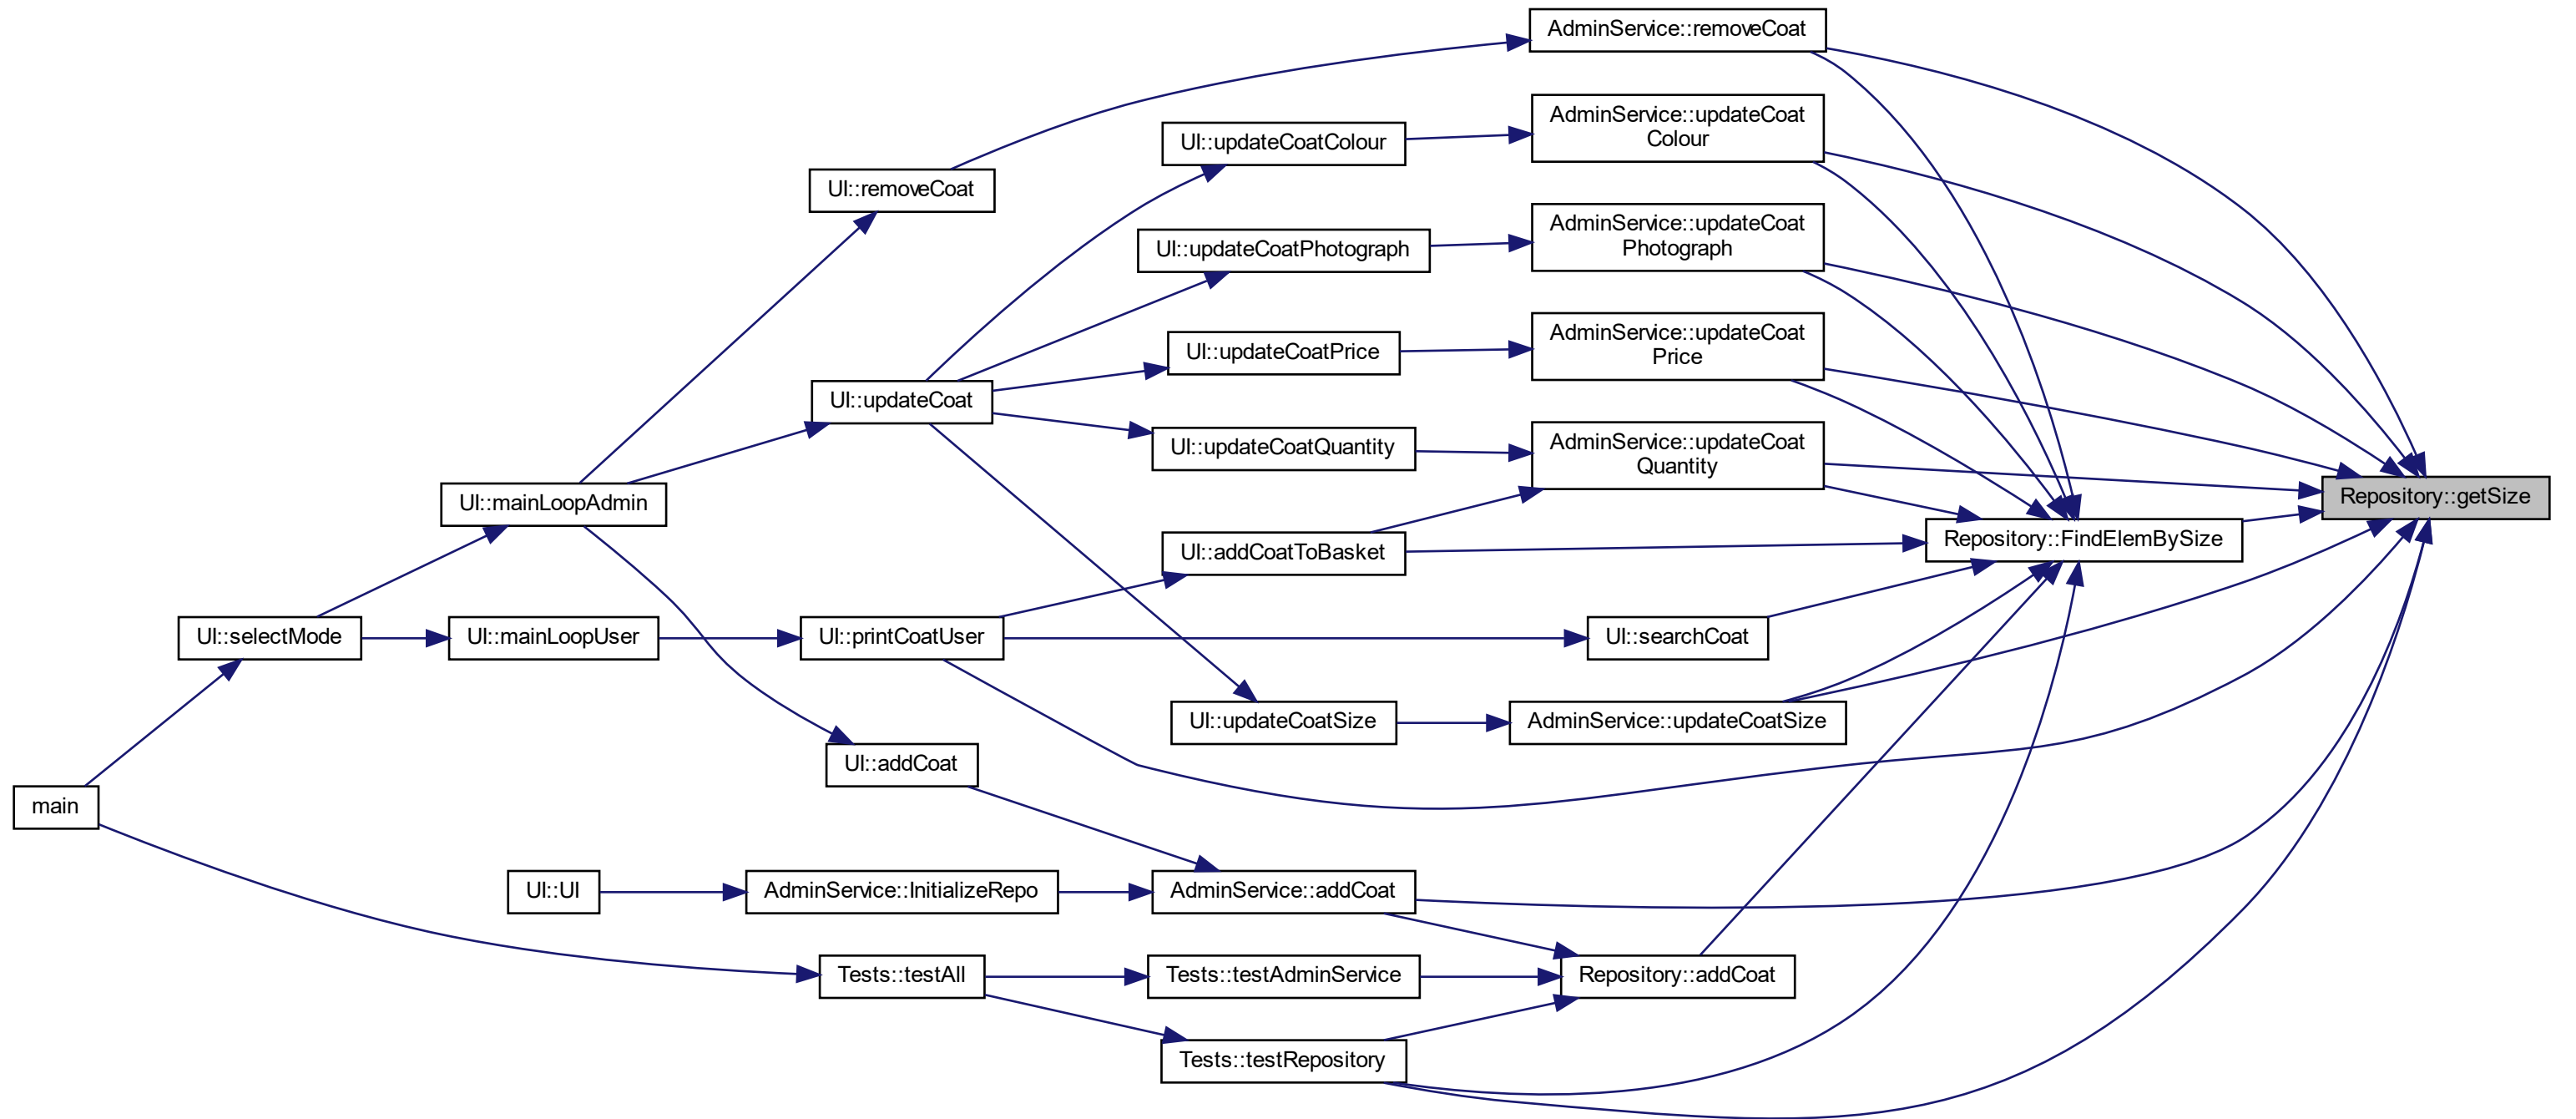 AdminService::removeCoat
AdminService::updateCoat
Colour
UI::updateCoatColour
UI::removeCoat
AdminService::updateCoat
Photograph
UI::updateCoatPhotograph
AdminService::updateCoat
Price
UI::updateCoatPrice
UI::updateCoat
AdminService::updateCoat
Quantity
UI::updateCoatQuantity
UI::mainLoopAdmin
Repository::getSize
Repository::FindElemBySize
UI::addCoatToBasket
UI::selectMode
UI::mainLoopUser
UI::printCoatUser
UI::searchCoat
UI::updateCoatSize
AdminService::updateCoatSize
UI::addCoat
main
UI::UI
AdminService::InitializeRepo
AdminService::addCoat
Tests::testAll
Tests::testAdminService
Repository::addCoat
Tests::testRepository